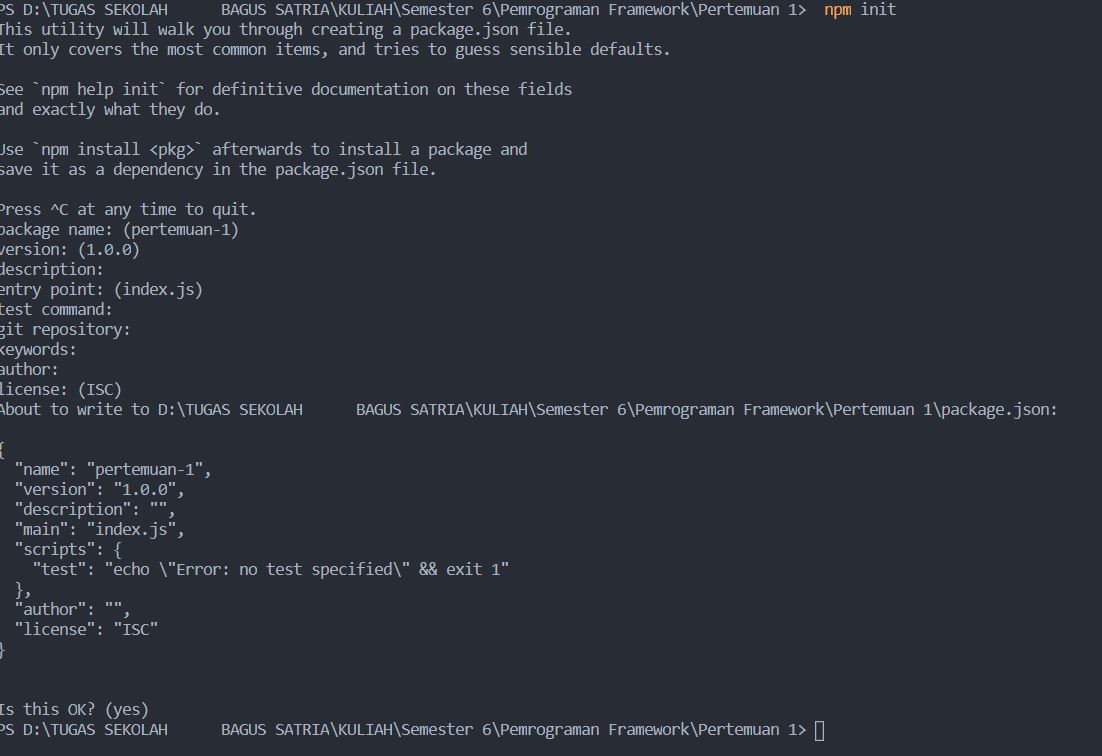 PS D:\TUGAS SEKOLAH      BAGUS SATRIA\KULIAH\Semester 6\Pemrograman Framework\Pertemuan 1>  npm init
This utility will walk you through creating a package.json file.
It only covers the most common items, and tries to guess sensible defaults.

See `npm help init` for definitive documentation on these fields
and exactly what they do.

Use `npm install <pkg>` afterwards to install a package and
save it as a dependency in the package.json file.

Press ^C at any time to quit.
package name: (pertemuan-1)
version: (1.0.0)
description:
entry point: (index.js)
test command:
git repository:
keywords:
author:
license: (ISC)
About to write to D:\TUGAS SEKOLAH      BAGUS SATRIA\KULIAH\Semester 6\Pemrograman Framework\Pertemuan 1\package.json:

{
  "name": "pertemuan-1",
  "version": "1.0.0",
  "description": "",
  "main": "index.js",
  "scripts": {
    "test": "echo \"Error: no test specified\" && exit 1"
  },
  "author": "",
  "license": "ISC"
}


Is this OK? (yes)
PS D:\TUGAS SEKOLAH      BAGUS SATRIA\KULIAH\Semester 6\Pemrograman Framework\Pertemuan 1>